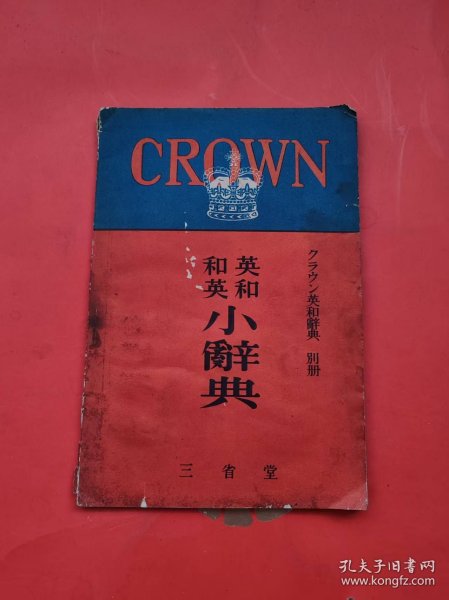 CROWN
クラウン英和辭典 別册
英和
和英
小辭典
三省堂
孔夫子旧书网
www.kongfz.com